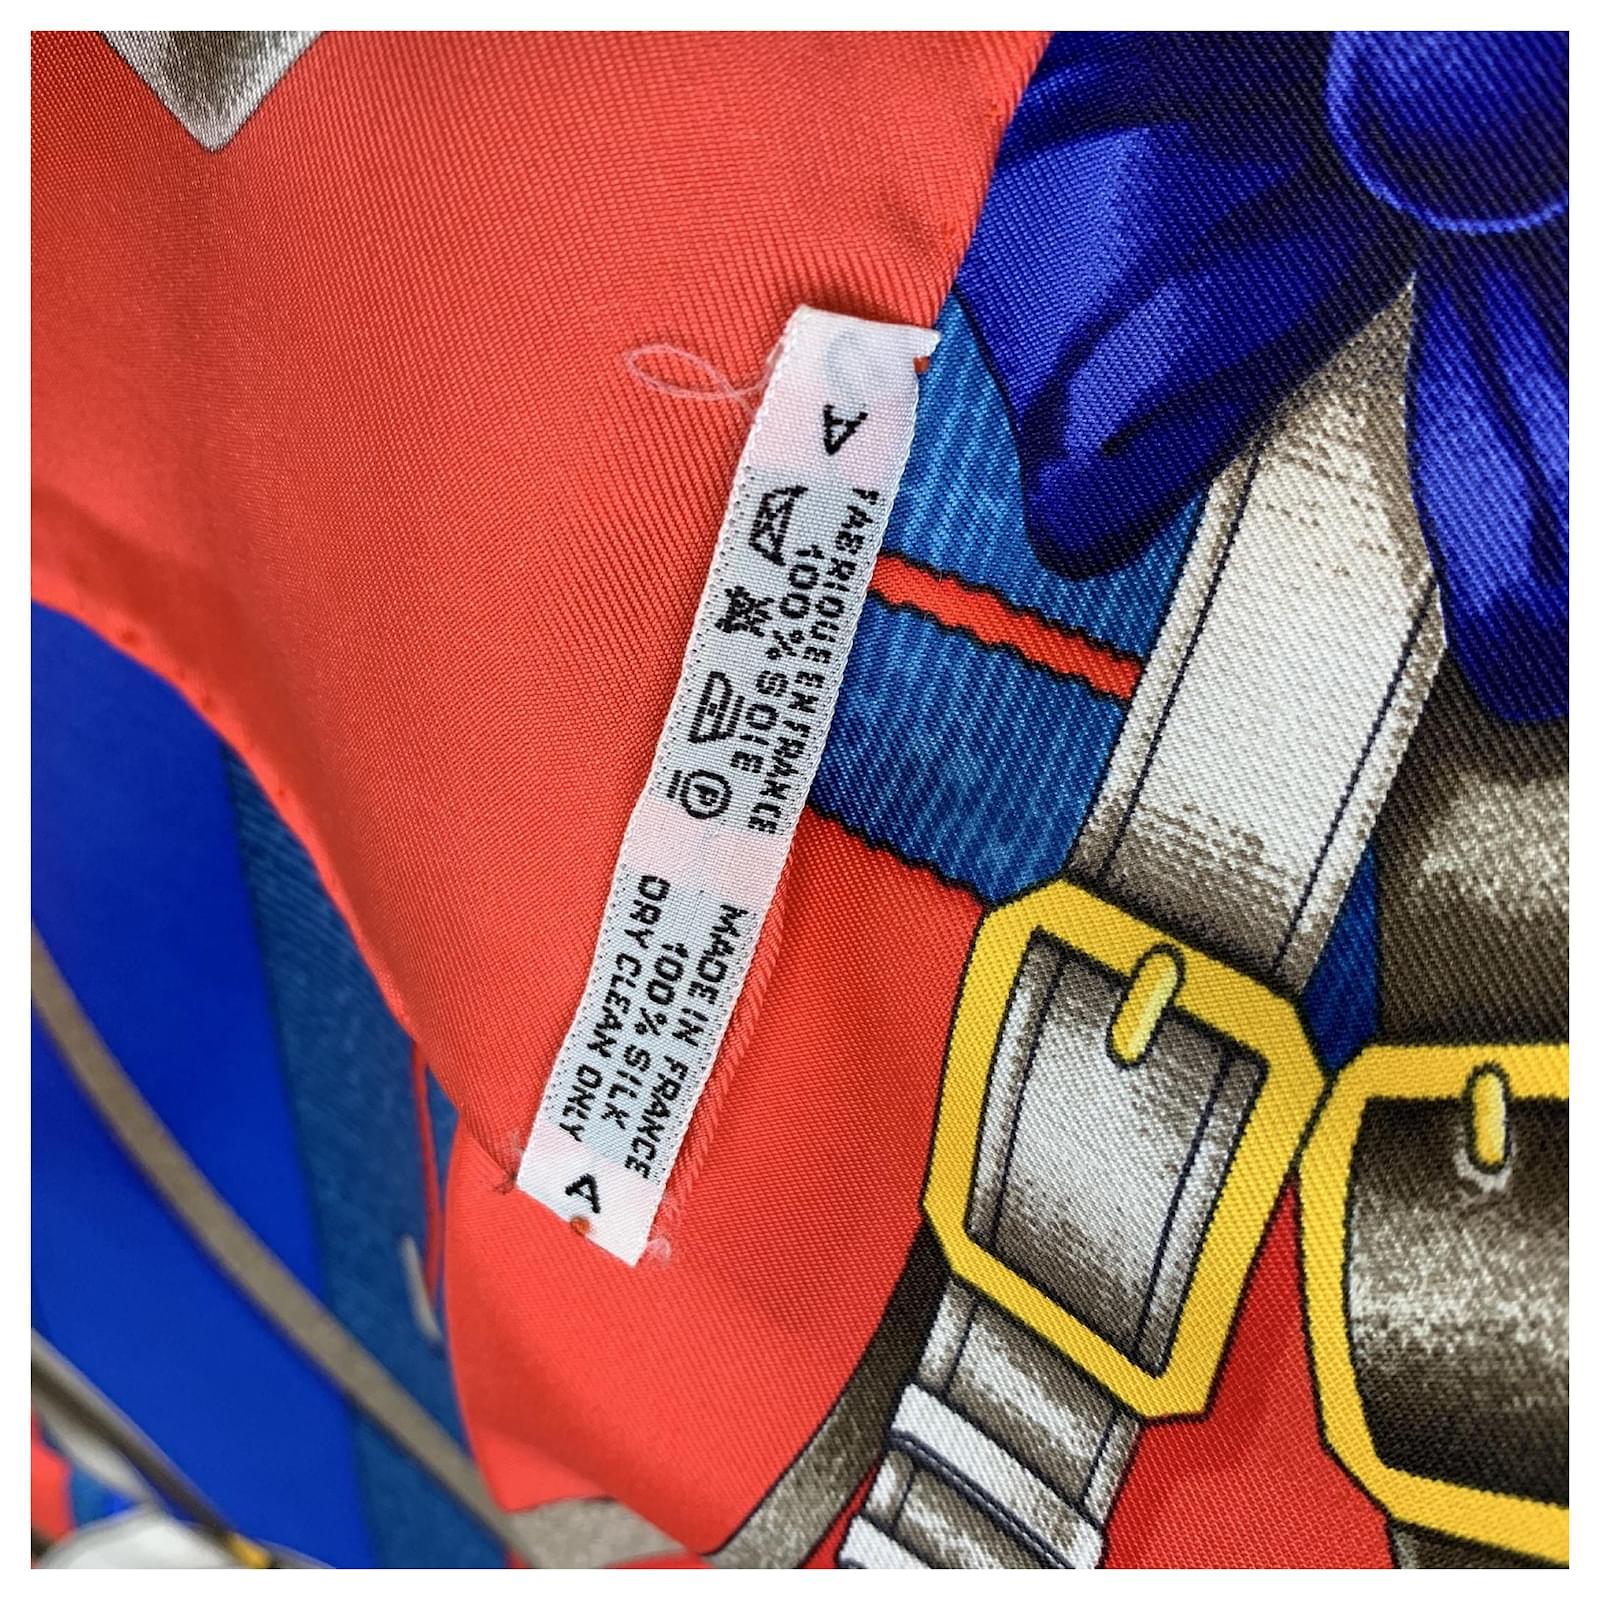 A
FABRIQUE EN FRANCE
100 % SOIE
P
MADE IN FRANCE
100 % SILK
DRY CLEAN ONLY
A